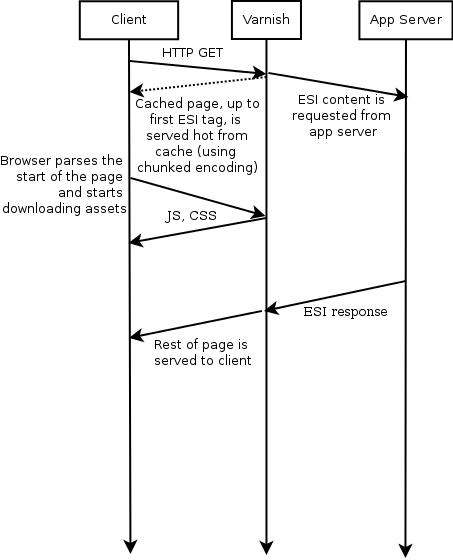 Client
Varnish
App Server
HTTP GET
Cached page, up to
first ESI tag, is
served hot from
cache (using
chunked encoding)
ESI content is
requested from
app server
Browser parses the
start of the page
and starts
downloading assets
JS, CSS
ESI response
Rest of page is
served to client